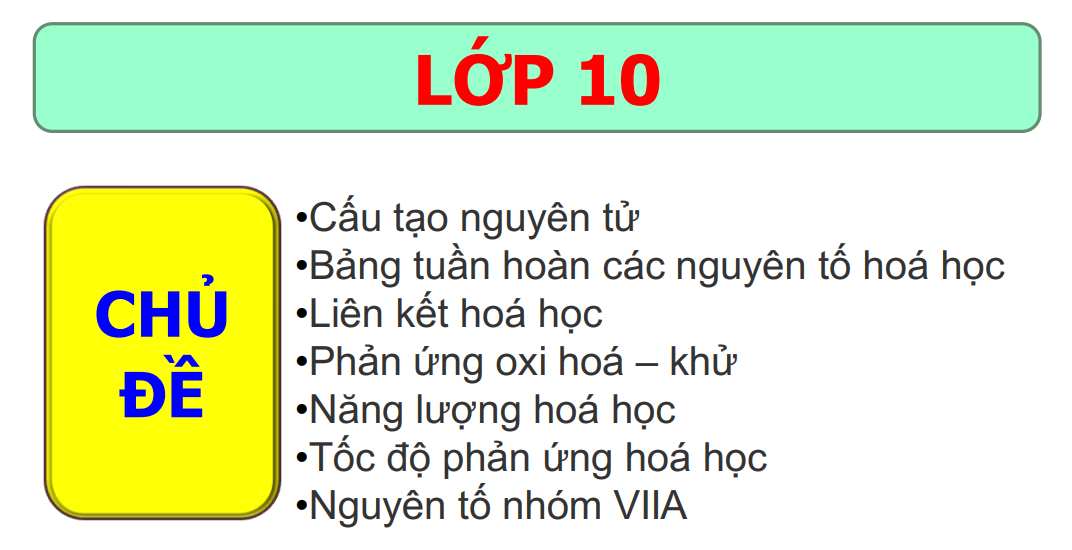 LỚP 10
CHỦ
ĐỀ
•Cấu tạo nguyên tử
•Bảng tuần hoàn các nguyên tố hoá học
•Liên kết hoá học
•Phản ứng oxi hoá – khử
•Năng lượng hoá học
•Tốc độ phản ứng hoá học
•Nguyên tố nhóm VIIA